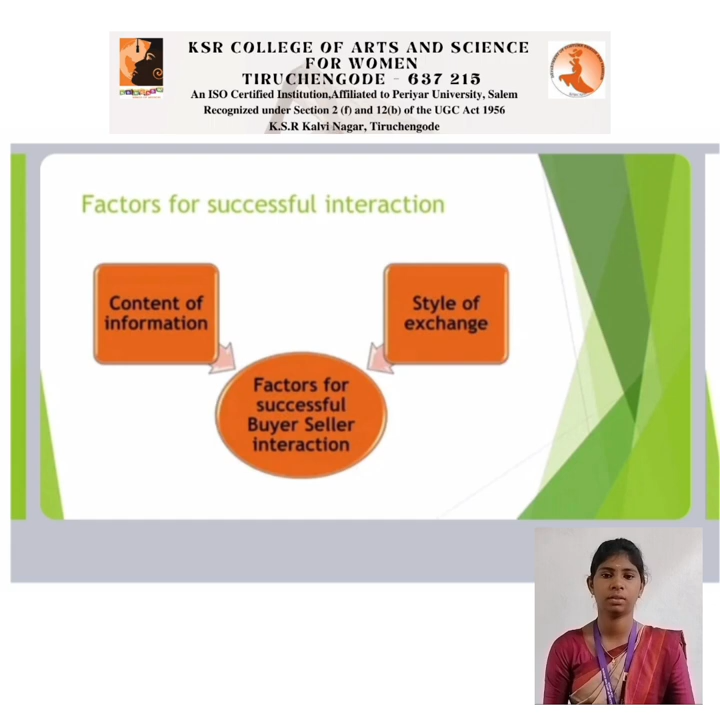 KSR COLLEGE OF ARTS AND SCIENCE
FOR WOMEN
TIRUCHENGODE - 637 215
An ISO Certified Institution,Affiliated to Periyar University, Salem
Recognized under Section 2 (f) and 12(b) of the UGC Act 1956
K.S.R Kalvi Nagar, Tiruchengode
Factors for successful interaction
Content of
information
Style of
exchange
Factors for
successful
Buyer Seller
interaction